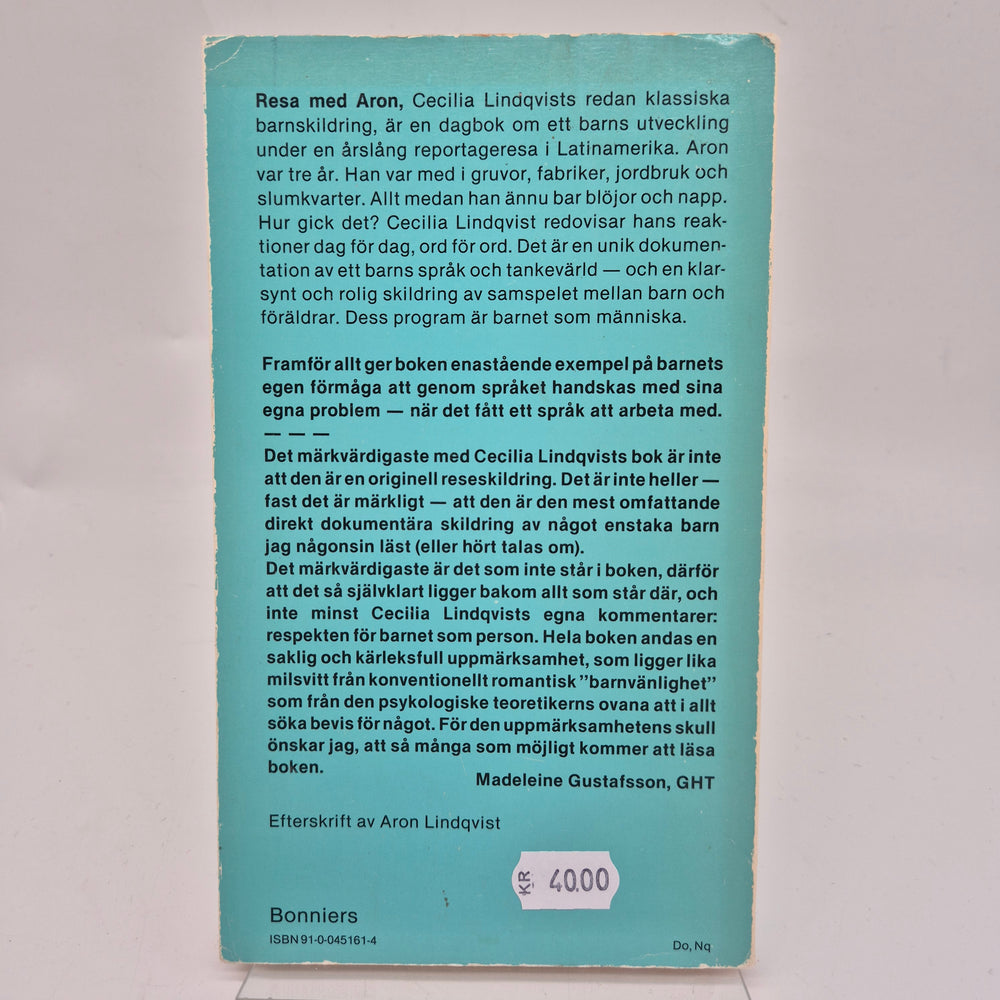 Resa med Aron, Cecilia Lindqvists redan klassiska
barnskildring, är en dagbok om ett barns utveckling
under en årslång reportageresa i Latinamerika. Aron
var tre år. Han var med i gruvor, fabriker, jordbruk och
slumkvarter. Allt medan han ännu bar blöjor och napp.
Hur gick det? Cecilia Lindqvist redovisar hans reak-
tioner dag för dag, ord för ord. Det är en unik dokumen-
tation av ett barns språk och tankevärld — och en klar-
synt och rolig skildring av samspelet mellan barn och
föräldrar. Dess program är barnet som människa.
Framför allt ger boken enastående exempel på barnets
egen förmåga att genom språket handskas med sina
egna problem — när det fått ett språk att arbeta med.
— — —
Det märkvärdigaste med Cecilia Lindqvists bok är inte
att den är en originell reseskildring. Det är inte heller —
fast det är märkligt — att den är den mest omfattande
direkt dokumentära skildring av något enstaka barn
jag någonsin läst (eller hört talas om).
Det märkvärdigaste är det som inte står i boken, därför
att det så självklart ligger bakom allt som står där, och
inte minst Cecilia Lindqvists egna kommentarer:
respekten för barnet som person. Hela boken andas en
saklig och kärleksfull uppmärksamhet, som ligger lika
milsvitt från konventionellt romantisk ”barnvänlighet”
som från den psykologiske teoretikerns ovana att i allt
söka bevis för något. För den uppmärksamhetens skull
önskar jag, att så många som möjligt kommer att läsa
boken.
Madeleine Gustafsson, GHT
Efterskrift av Aron Lindqvist
KR 40.00
Bonniers
ISBN 91-0-045161-4
Do, Nq